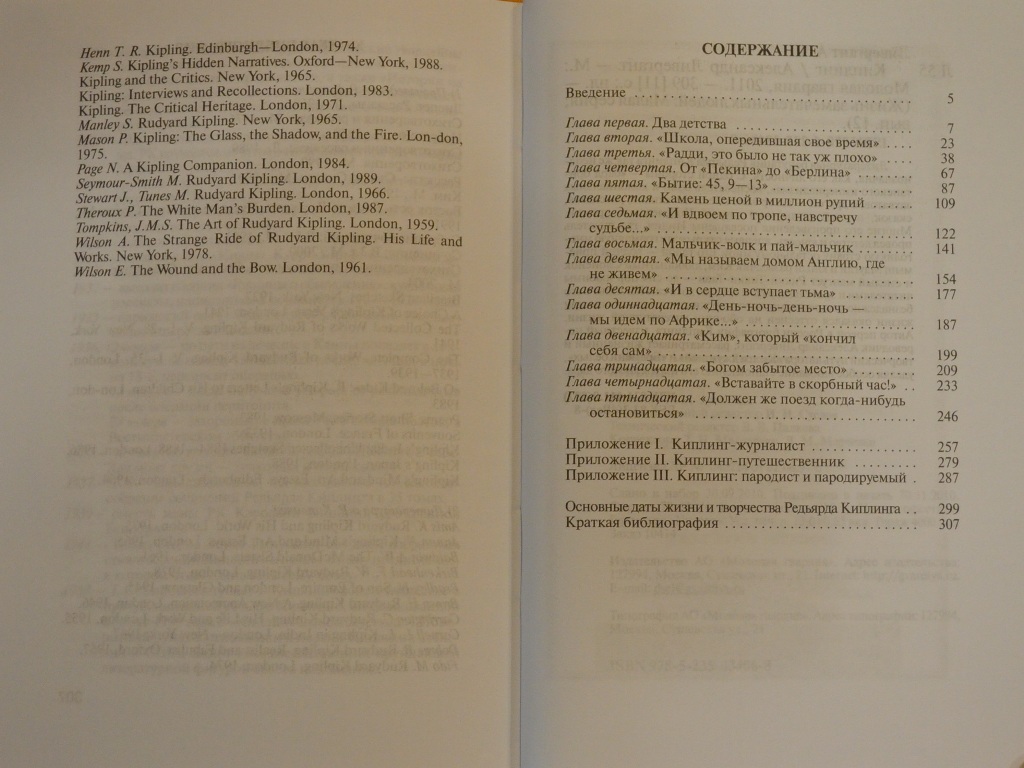 Henn T. R. Kipling. Edinburgh—London, 1974.
Kemp S. Kipling's Hidden Narratives. Oxford—New York, 1988.
Kipling and the Critics. New York, 1965.
Kipling: Interviews and Recollections. London, 1983.
Kipling. The Critical Heritage. London, 1971.
Manley S. Rudyard Kipling. New York, 1965.
Mason P. Kipling: The Glass, the Shadow, and the Fire. Lon-don,
1975.
Page N. A Kipling Companion. London, 1984.
Seymour-Smith M. Rudyard Kipling. London, 1989.
Stewart J., Tunes M. Rudyard Kipling. London, 1966.
Theroux P. The White Man's Burden. London, 1987.
Tompkins, J.M.S. The Art of Rudyard Kipling. London, 1959.
Wilson A. The Strange Ride of Rudyard Kipling. His Life and
Works. New York, 1978.
Wilson E. The Wound and the Bow. London, 1961.
СОДЕРЖАНИЕ
Введение 5
Глава первая. Два детства 7
Глава вторая. «Школа, опередившая свое время» 23
Глава третья. «Радди, это было не так уж плохо» 38
Глава четвертая. От «Пекина» до «Берлина» 67
Глава пятая. «Бытие: 45, 9—13» 87
Глава шестая. Камень ценой в миллион рупий 109
Глава седьмая. «И вдвоем по тропе, навстречу
судьбе...» 122
Глава восьмая. Мальчик-волк и пай-мальчик 141
Глава девятая. «Мы называем домом Англию, где
не живем» 154
Глава десятая. «И в сердце вступает тьма» 177
Глава одиннадцатая. «День-ночь-день-ночь —
мы идем по Африке...» 187
Глава двенадцатая. «Ким», который «кончил
себя сам» 199
Глава тринадцатая. «Богом забытое место» 209
Глава четырнадцатая. «Вставайте в скорбный час!» 233
Глава пятнадцатая. «Должен же поезд когда-нибудь
остановиться» 246
Приложение I. Киплинг-журналист 257
Приложение II. Киплинг-путешественник 279
Приложение III. Киплинг: пародист и пародируемый 287
Основные даты жизни и творчества Редьярда Киплинга 299
Краткая библиография 307